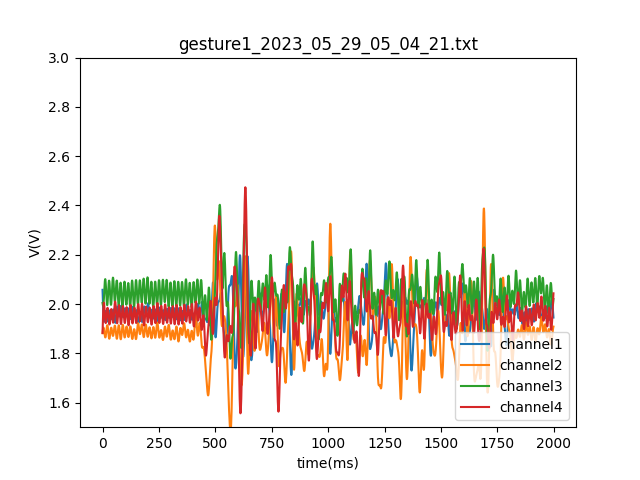 gesture1_2023_05_29_05_04_21.txt
3.0
2.8
2.6
2.4
2.2
2.0
1.8
1.6
V(V)
channel1
channel2
channel3
channel4
0 250 500 750 1000 1250 1500 1750 2000
time(ms)